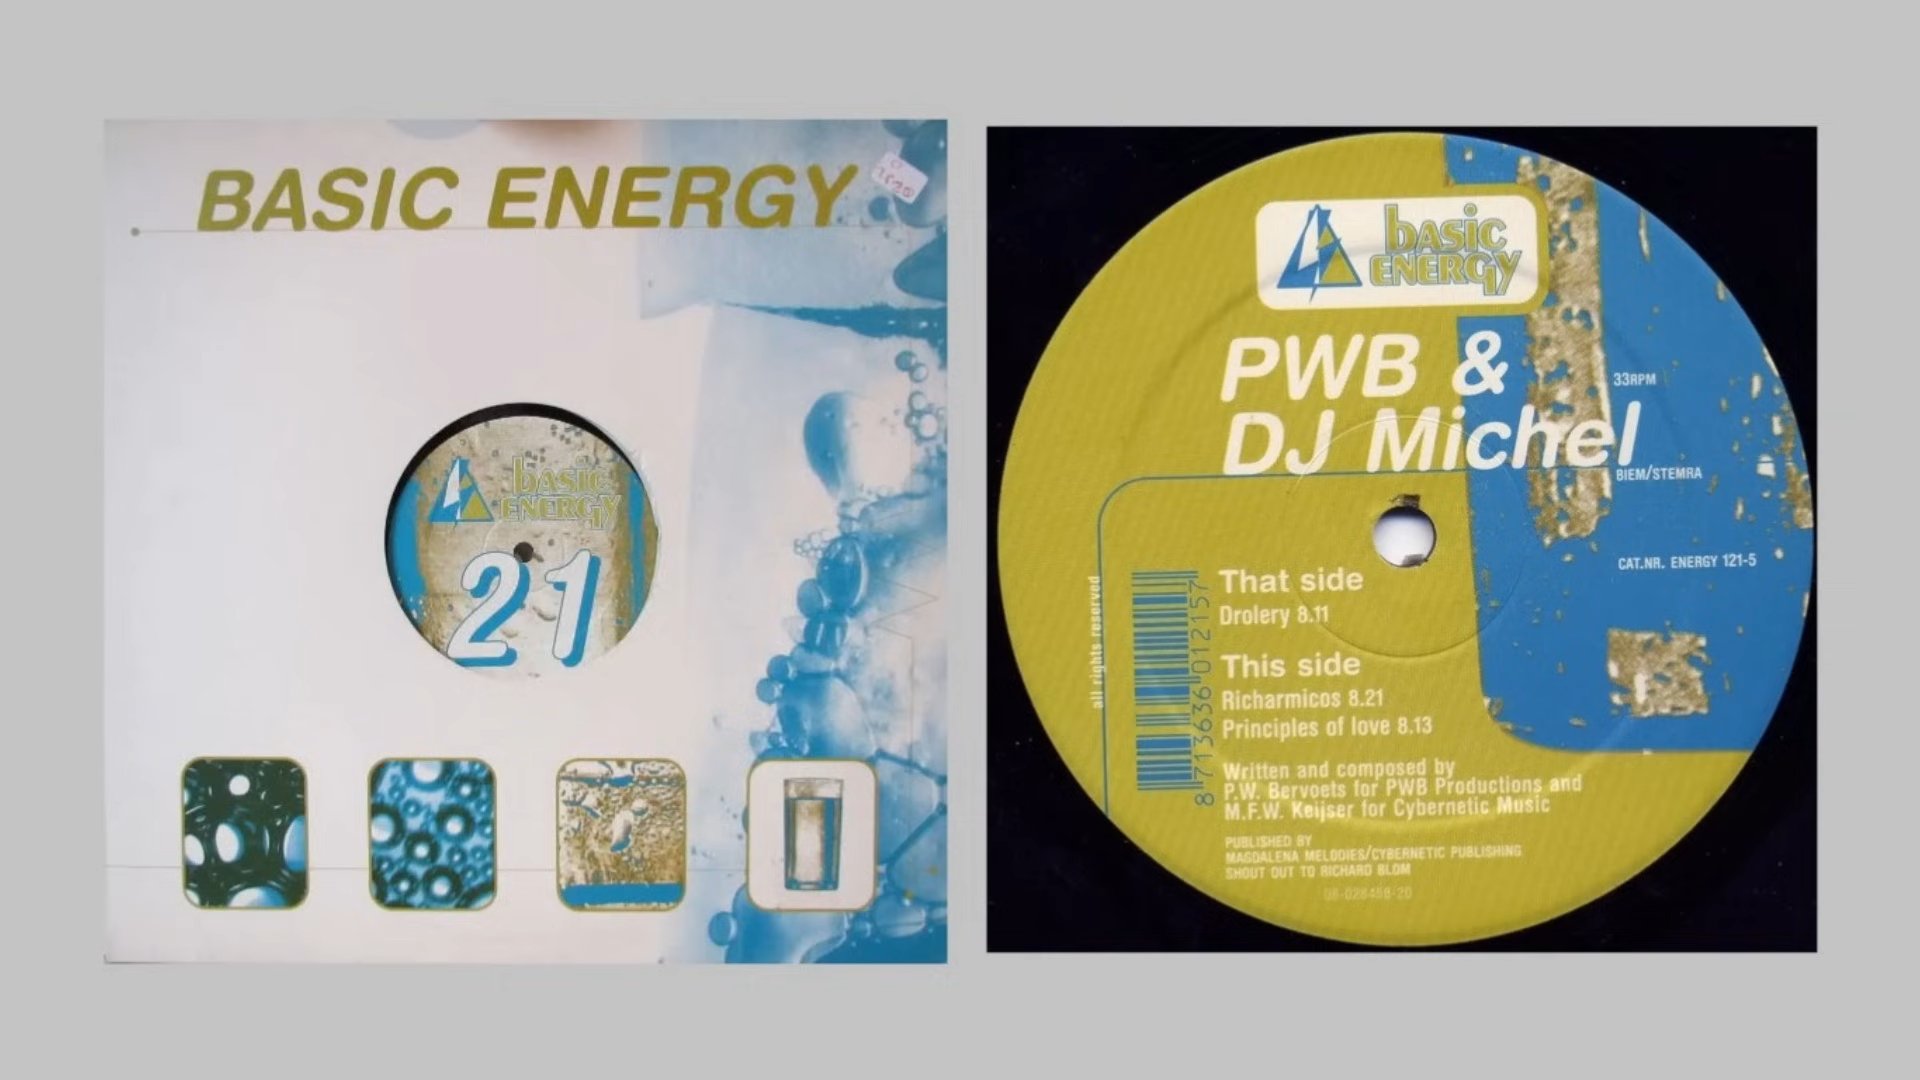 BASIC ENERGY
basic
ENERGY
21
basic
ENERGY
PWB &
DJ Michel
33RPM
BIEM/STEMRA
CAT.NR. ENERGY 121-5
all rights reserved
8 713636 012157
That side
Drolery 8.11
This side
Richarmicos 8.21
Principles of love 8.13
Written and composed by
P.W. Bervoets for PWB Productions and
M.F.W. Keijser for Cybernetic Music
PUBLISHED BY
MAGDALENA MELODIES/CYBERNETIC PUBLISHING
SHOUT OUT TO RICHARD BLOM